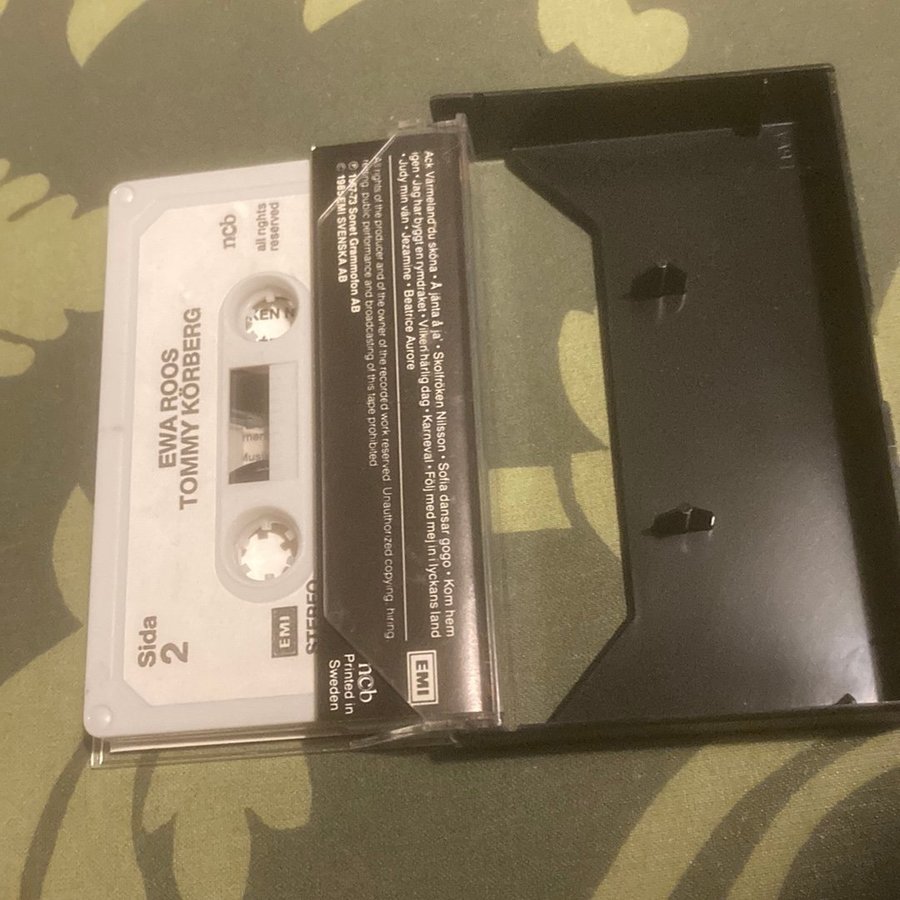 ncb
all rights
reserved
EWA ROOS
TOMMY KÖRBERG
Sida
2
EMI
STEREO
KEN N
Ack Värmeland du sköna • Å jänta å ja' • Skolfröken Nilsson • Sofia dansar gogo • Kom hem
igen • Jag har byggt en rymdraket • Vilken härlig dag • Karneval • Följ med mej in i lyckans land
• Judy min vän • Jezamine • Beatrice Aurore
All rights of the producer and of the owner of the recorded work reserved. Unauthorized copying, hiring,
public performance and broadcasting of this tape prohibited
Sonet Grammofon AB
EMI SVENSKA AB
EMI
ncb
Printed in
Sweden